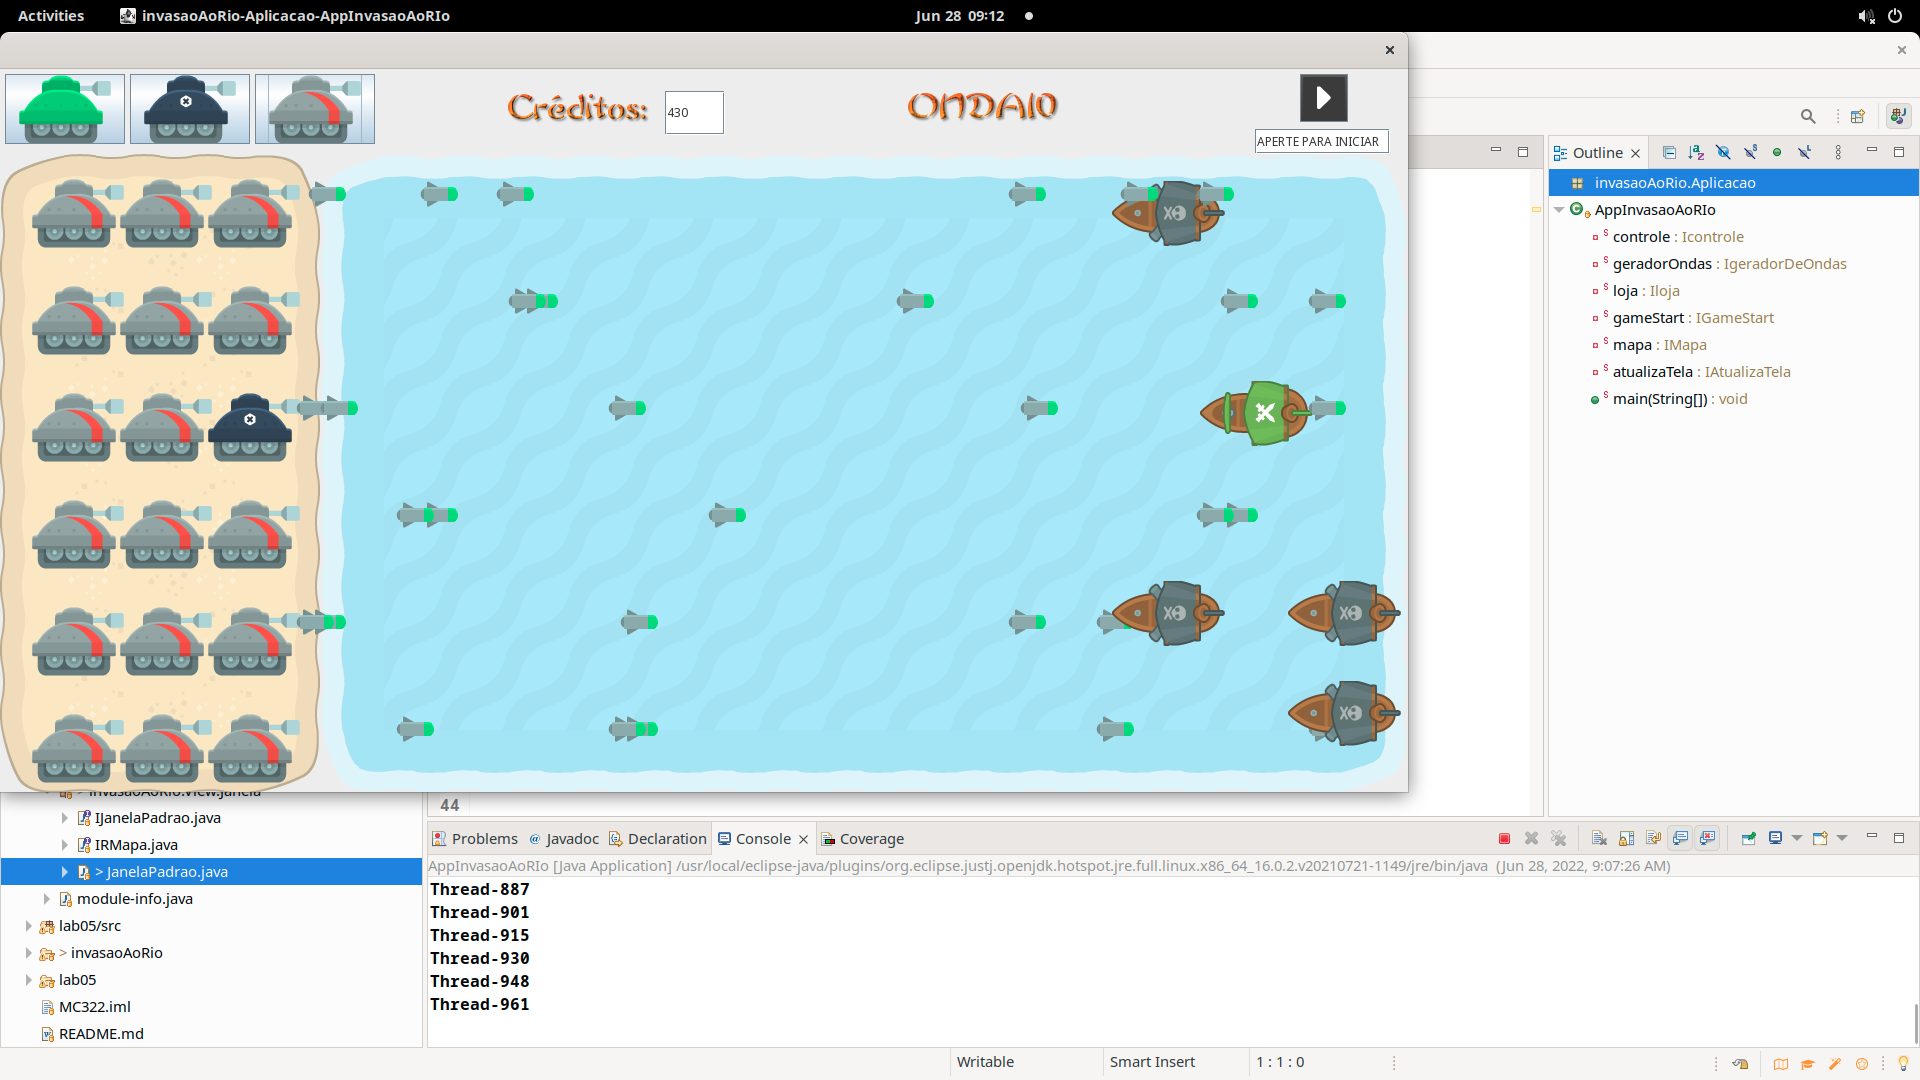 Activities
invasaoAoRio-Aplicacao-AppInvasaoAoRIo
Jun 28 09:12
Créditos:
430
ONDA10
APERTE PARA INICIAR
Outline
invasaoAoRio.Aplicacao
AppInvasaoAoRIo
controle : Icontrole
geradorOndas : IgeradorDeOndas
loja : Iloja
gameStart : IGameStart
mapa : IMapa
atualizaTela : IAtualizaTela
main(String[]) : void
44
> invasaoAoRio.View.janela
IJanelaPadrao.java
IRMapa.java
> JanelaPadrao.java
module-info.java
lab05/src
> invasaoAoRio
lab05
MC322.iml
README.md
Problems
Javadoc
Declaration
Console
Coverage
AppInvasaoAoRIo [Java Application] /usr/local/eclipse-java/plugins/org.eclipse.justj.openjdk.hotspot.jre.full.linux.x86_64_16.0.2.v20210721-1149/jre/bin/java (Jun 28, 2022, 9:07:26 AM)
Thread-887
Thread-901
Thread-915
Thread-930
Thread-948
Thread-961
Writable
Smart Insert
1 : 1 : 0